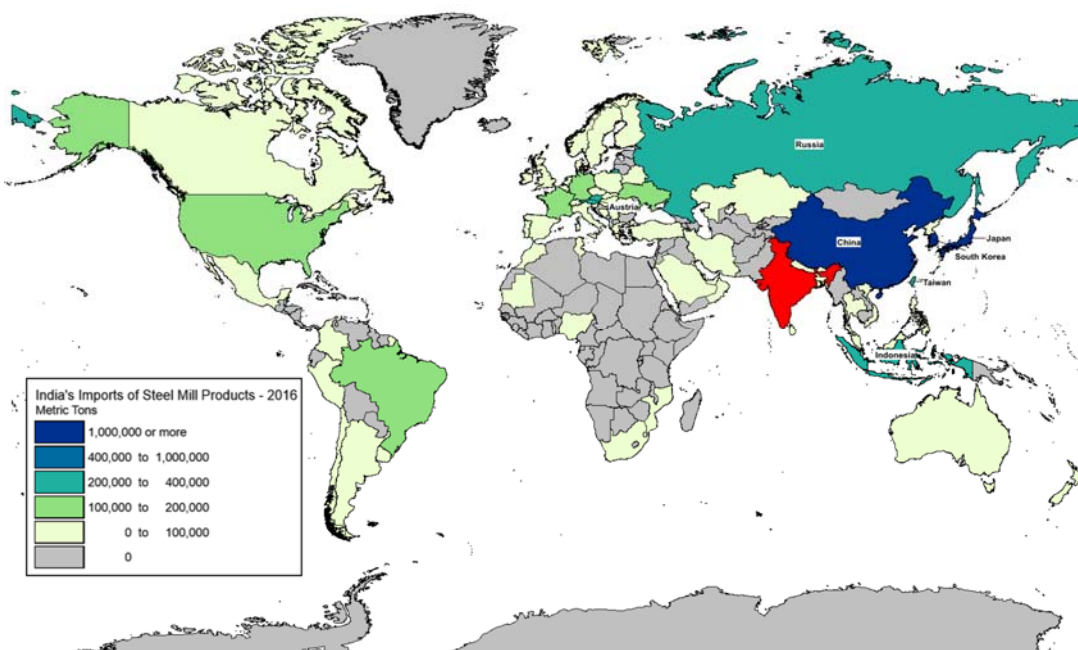 Russia
Austria
China
Japan
South Korea
Taiwan
Indonesia
India's Imports of Steel Mill Products - 2016
Metric Tons
1,000,000 or more
400,000 to 1,000,000
200,000 to 400,000
100,000 to 200,000
0 to 100,000
0